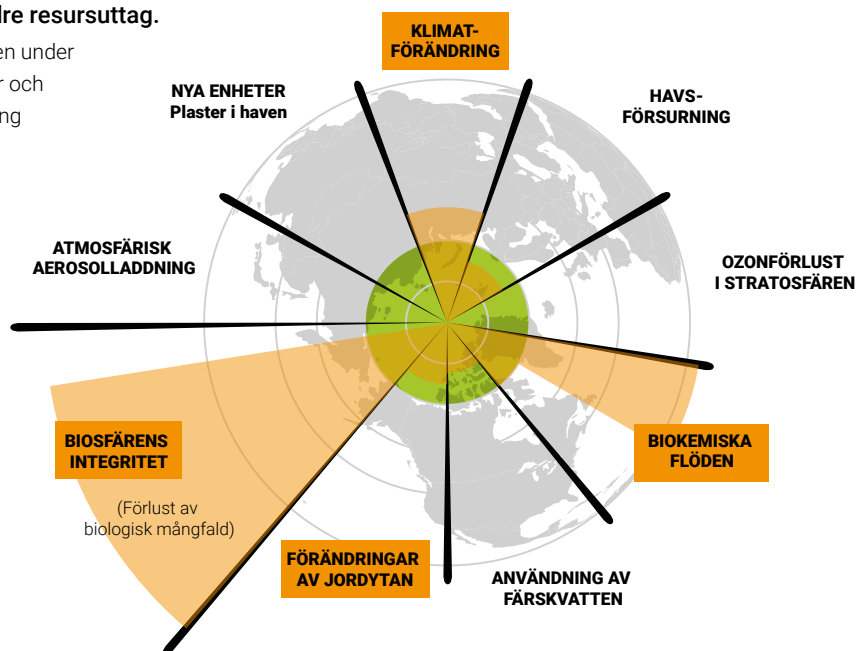 dre resursuttag.
en under
r och
ng
KLIMAT-
FÖRÄNDRING
NYA ENHETER
Plaster i haven
HAVS-
FÖRSURNING
ATMOSFÄRISK
AEROSOLLADDNING
OZONFÖRLUST
I STRATOSFÄREN
BIOSFÄRENS
INTEGRITET
(Förlust av
biologisk mångfald)
BIOKEMISKA
FLÖDEN
FÖRÄNDRINGAR
AV JORDYTAN
ANVÄNDNING AV
FÄRSKVATTEN